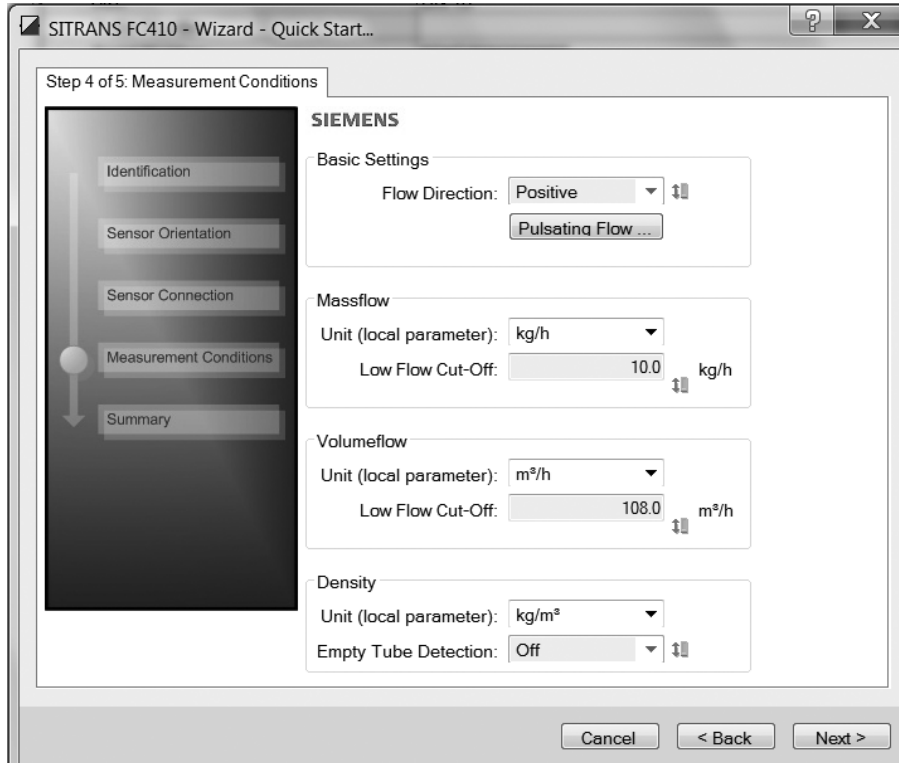 SITRANS FC410 - Wizard - Quick Start...
? X
Step 4 of 5: Measurement Conditions
Identification
Sensor Orientation
Sensor Connection
Measurement Conditions
Summary
SIEMENS
Basic Settings
Flow Direction: Positive
Pulsating Flow ...
Massflow
Unit (local parameter): kg/h
Low Flow Cut-Off: 10.0 kg/h
Volumeflow
Unit (local parameter): m³/h
Low Flow Cut-Off: 108.0 m³/h
Density
Unit (local parameter): kg/m³
Empty Tube Detection: Off
Cancel < Back Next >